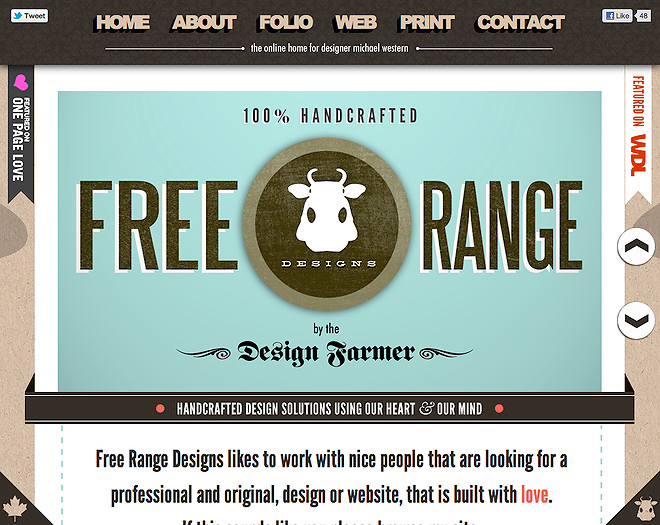 Tweet
HOME ABOUT FOLIO WEB PRINT CONTACT
Like 48
the online home for designer michael western
FEATURED ON
ONE PAGE LOVE
FEATURED ON WDL
100% HANDCRAFTED
FREE RANGE
DESIGNS
by the
Design Farmer
HANDCRAFTED DESIGN SOLUTIONS USING OUR HEART & OUR MIND
Free Range Designs likes to work with nice people that are looking for a
professional and original, design or website, that is built with love.